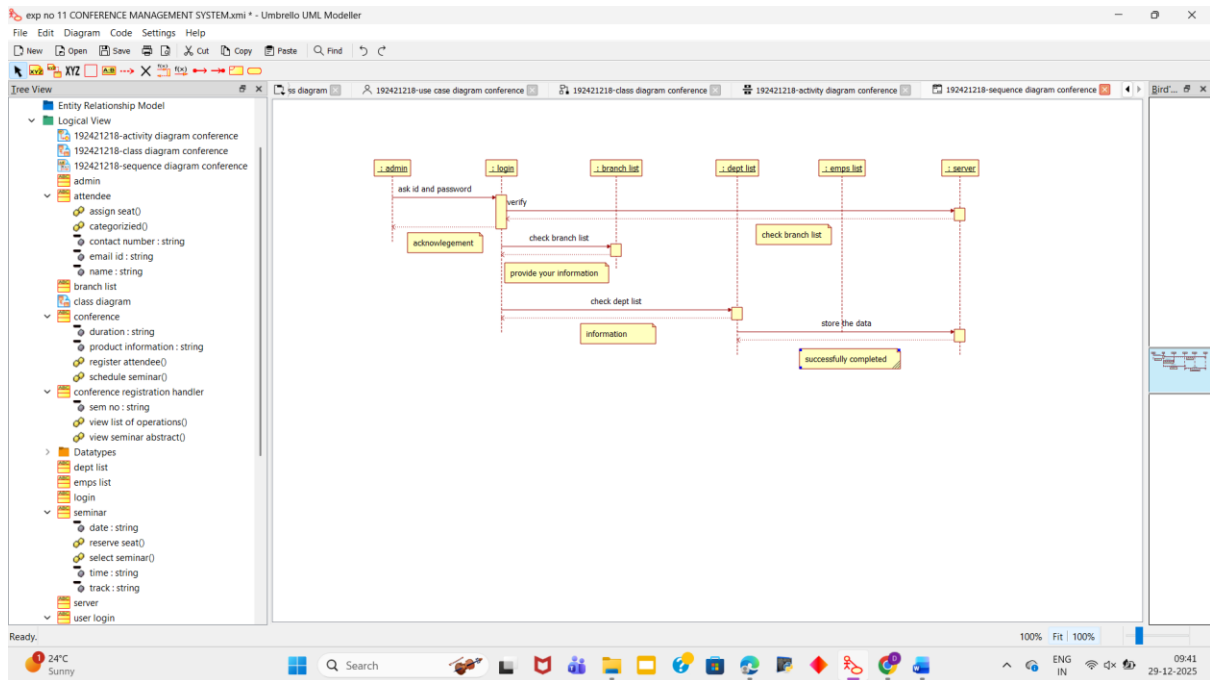 exp no 11 CONFERENCE MANAGEMENT SYSTEM.xmi * - Umbrello UML Modeller
File Edit Diagram Code Settings Help
New Open Save Cut Copy Paste Find
XYZ XYZ A:B f(x) f(x)
Tree View
Entity Relationship Model
Logical View
192421218-activity diagram conference
192421218-class diagram conference
192421218-sequence diagram conference
admin
attendee
assign seat()
categorizied()
contact number : string
email id : string
name : string
branch list
class diagram
conference
duration : string
product information : string
register attendee()
schedule seminar()
conference registration handler
sem no : string
view list of operations()
view seminar abstract()
Datatypes
dept list
emps list
login
seminar
date : string
reserve seat()
select seminar()
time : string
track : string
server
user login
ss diagram 192421218-use case diagram conference 192421218-class diagram conference 192421218-activity diagram conference 192421218-sequence diagram conference
Bird'...
: admin : login : branch list : dept list : emps list : server
ask id and password
verify
acknowlegement
check branch list
check branch list
provide your information
check dept list
information
store the data
successfully completed
Ready.
100% Fit 100%
1
24°C
Sunny
Search
D
ENG
IN
09:41
29-12-2025